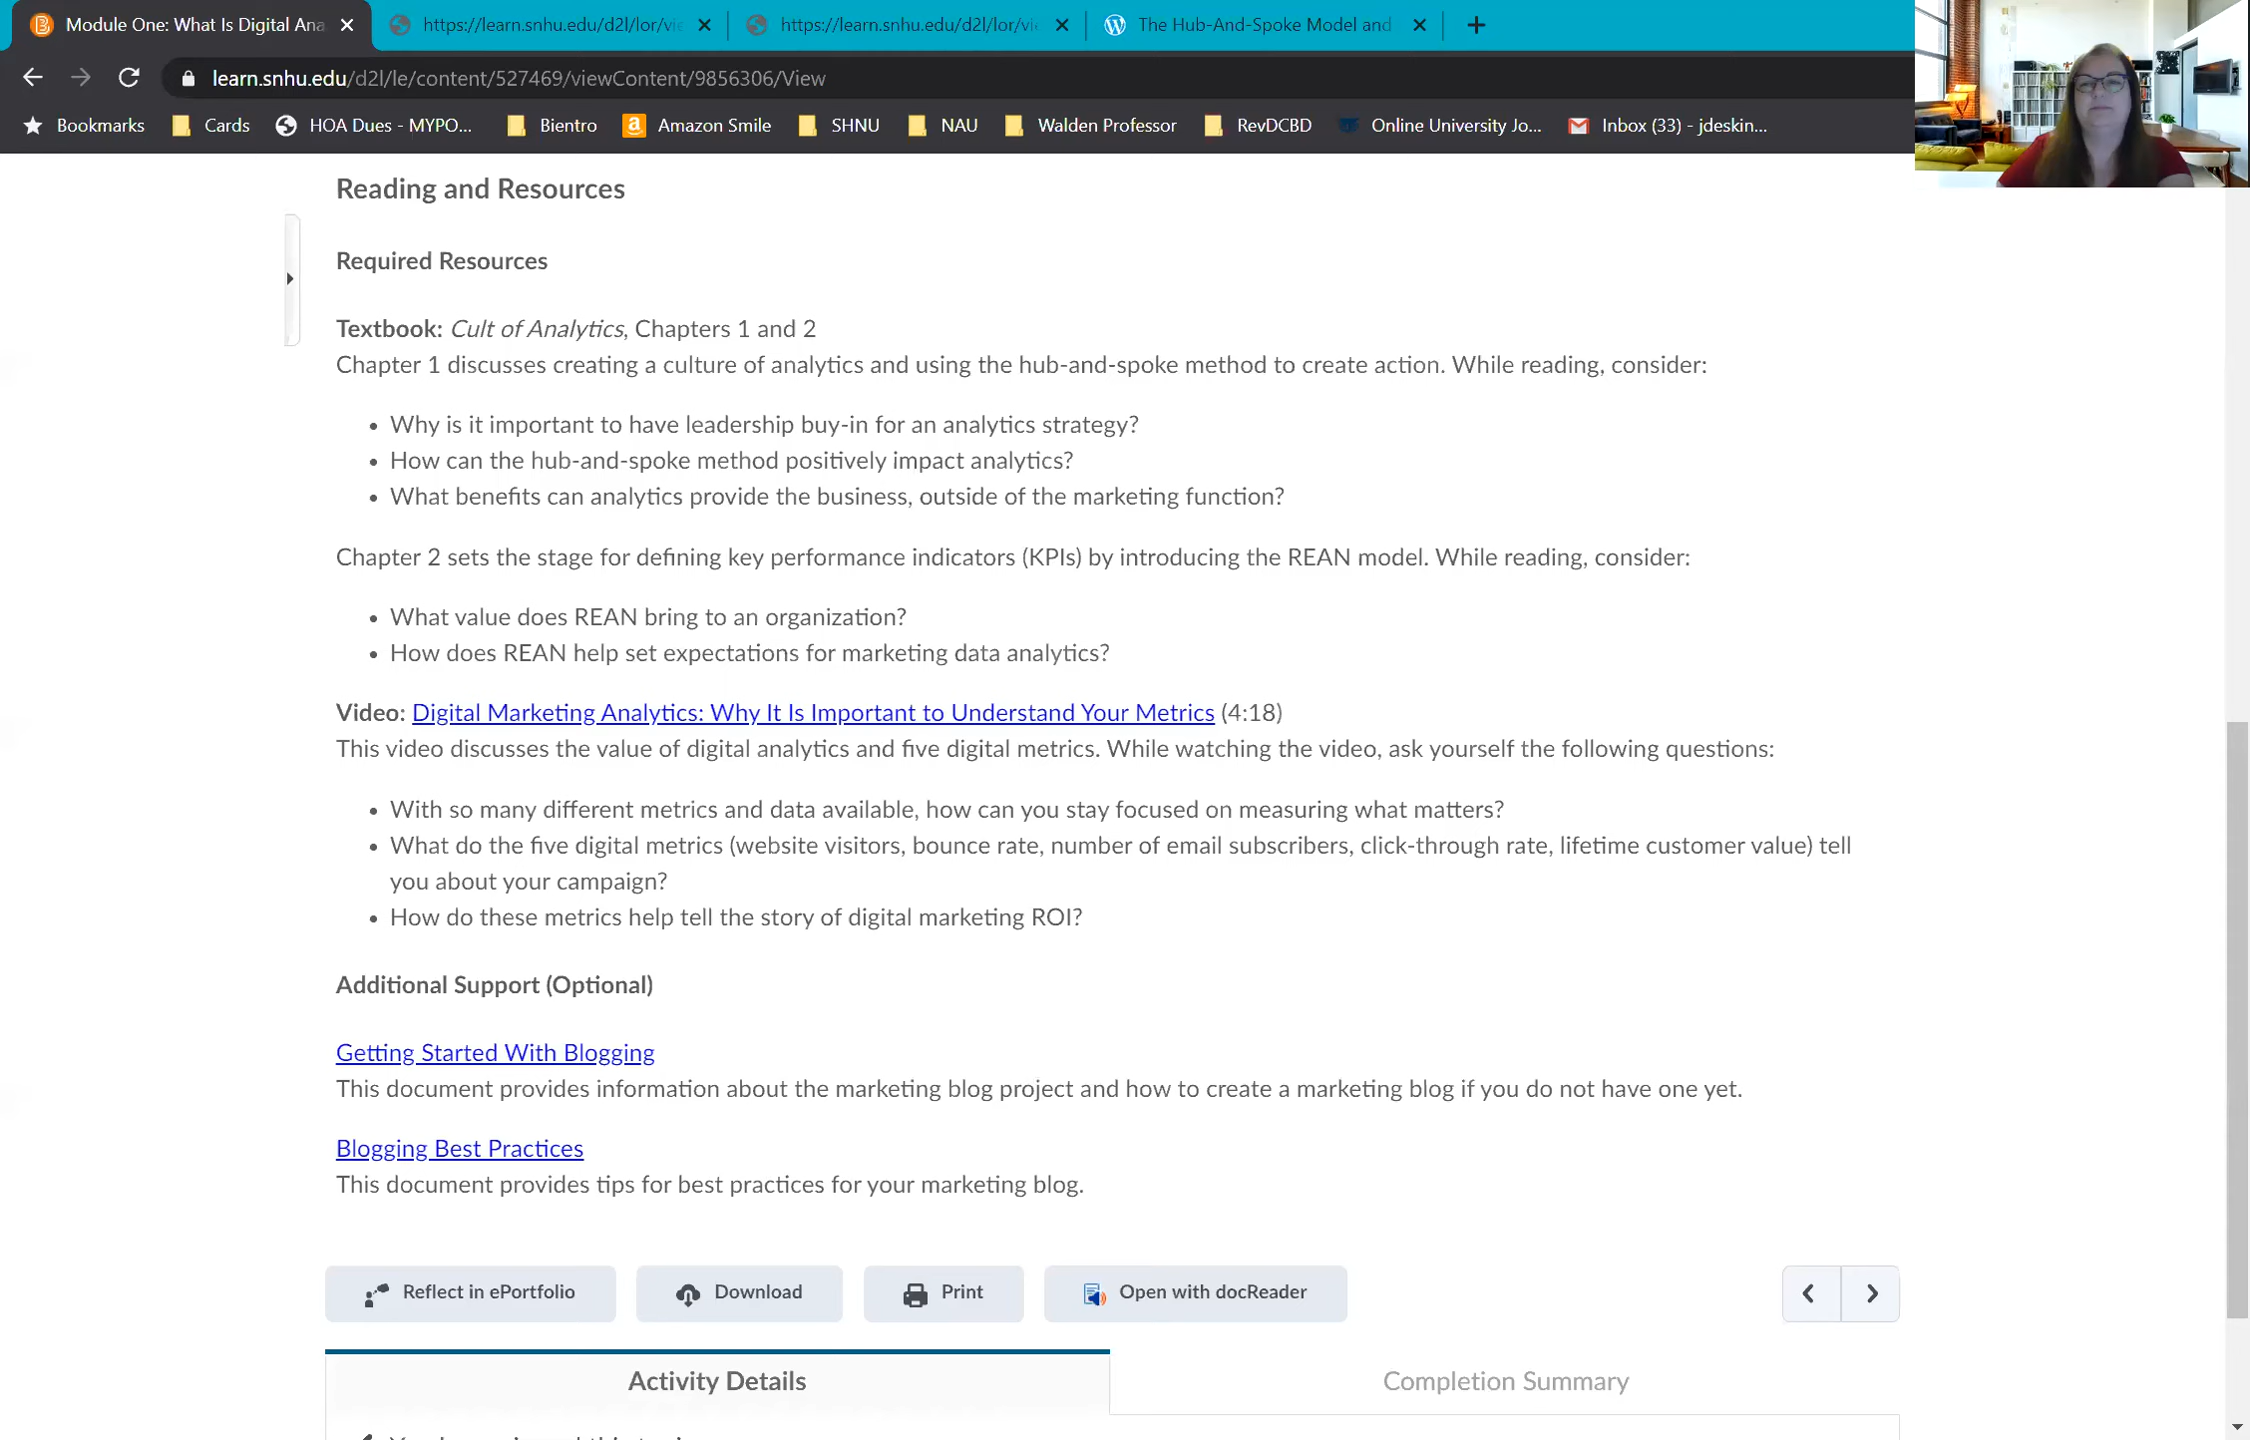 Module One: What Is Digital Ana
https://learn.snhu.edu/d2l/lor/vi
https://learn.snhu.edu/d2l/lor/vi
The Hub-And-Spoke Model and
learn.snhu.edu/d2l/le/content/527469/viewContent/9856306/View
Bookmarks Cards HOA Dues - MYPO... Bientro Amazon Smile SHNU NAU Walden Professor RevDCBD Online University Jo... Inbox (33) - jdeskin...
Reading and Resources
Required Resources
Textbook: Cult of Analytics, Chapters 1 and 2
Chapter 1 discusses creating a culture of analytics and using the hub-and-spoke method to create action. While reading, consider:
• Why is it important to have leadership buy-in for an analytics strategy?
• How can the hub-and-spoke method positively impact analytics?
• What benefits can analytics provide the business, outside of the marketing function?
Chapter 2 sets the stage for defining key performance indicators (KPIs) by introducing the REAN model. While reading, consider:
• What value does REAN bring to an organization?
• How does REAN help set expectations for marketing data analytics?
Video: Digital Marketing Analytics: Why It Is Important to Understand Your Metrics (4:18)
This video discusses the value of digital analytics and five digital metrics. While watching the video, ask yourself the following questions:
• With so many different metrics and data available, how can you stay focused on measuring what matters?
• What do the five digital metrics (website visitors, bounce rate, number of email subscribers, click-through rate, lifetime customer value) tell
you about your campaign?
• How do these metrics help tell the story of digital marketing ROI?
Additional Support (Optional)
Getting Started With Blogging
This document provides information about the marketing blog project and how to create a marketing blog if you do not have one yet.
Blogging Best Practices
This document provides tips for best practices for your marketing blog.
Reflect in ePortfolio Download Print Open with docReader
Activity Details Completion Summary